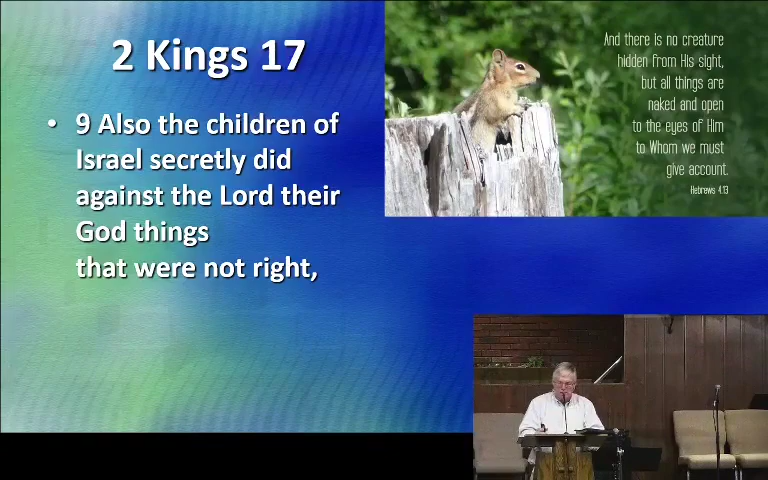 2 Kings 17
• 9 Also the children of
Israel secretly did
against the Lord their
God things
that were not right,
And there is no creature
hidden from His sight,
but all things are
naked and open
to the eyes of Him
to Whom we must
give account.
Hebrews 4:13